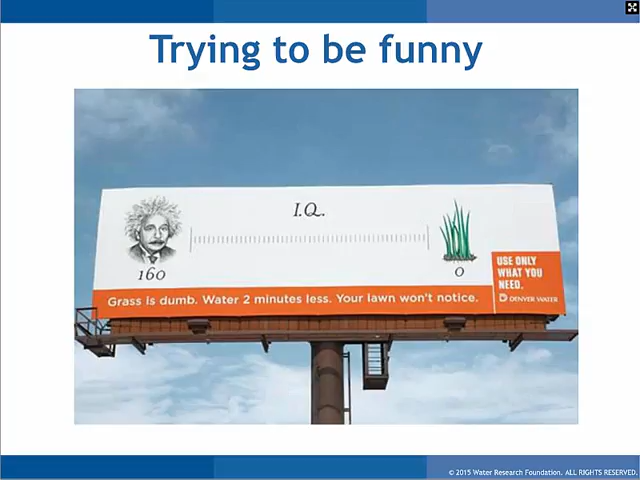 Trying to be funny
I.Q.
160
0
USE ONLY
WHAT YOU
NEED.
DENVER WATER
Grass is dumb. Water 2 minutes less. Your lawn won't notice.
© 2015 Water Research Foundation. ALL RIGHTS RESERVED.